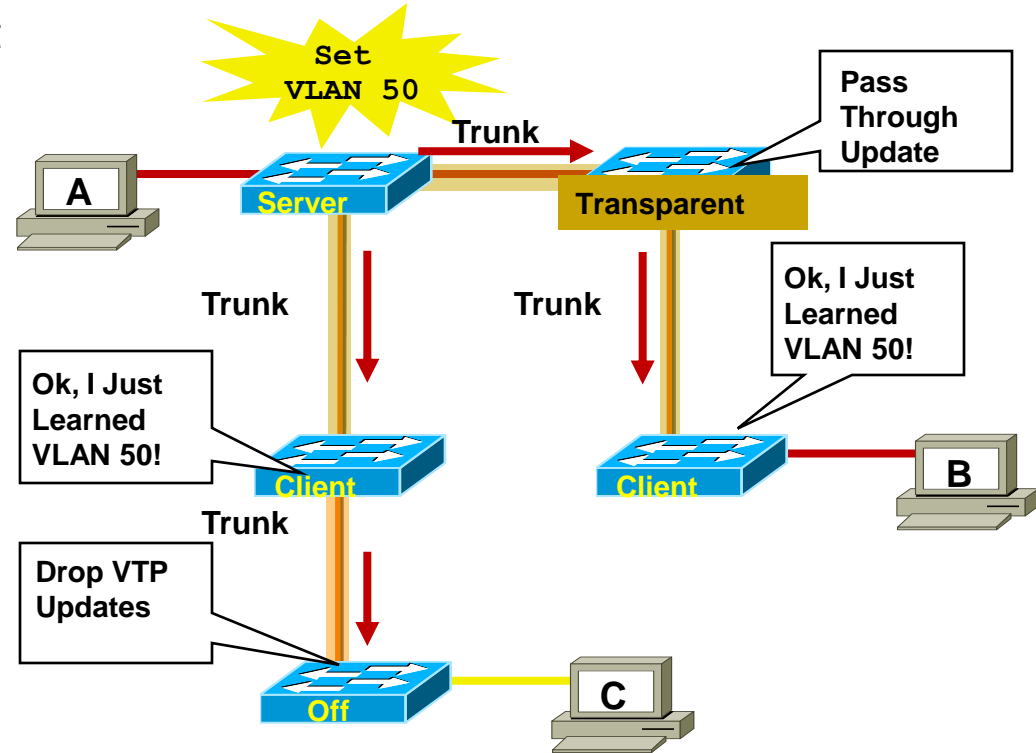 Set
VLAN 50
Trunk
Pass
Through
Update
A
Server
Transparent
Trunk
Trunk
Ok, I Just
Learned
VLAN 50!
Ok, I Just
Learned
VLAN 50!
Client
Client
B
Trunk
Drop VTP
Updates
Off
C